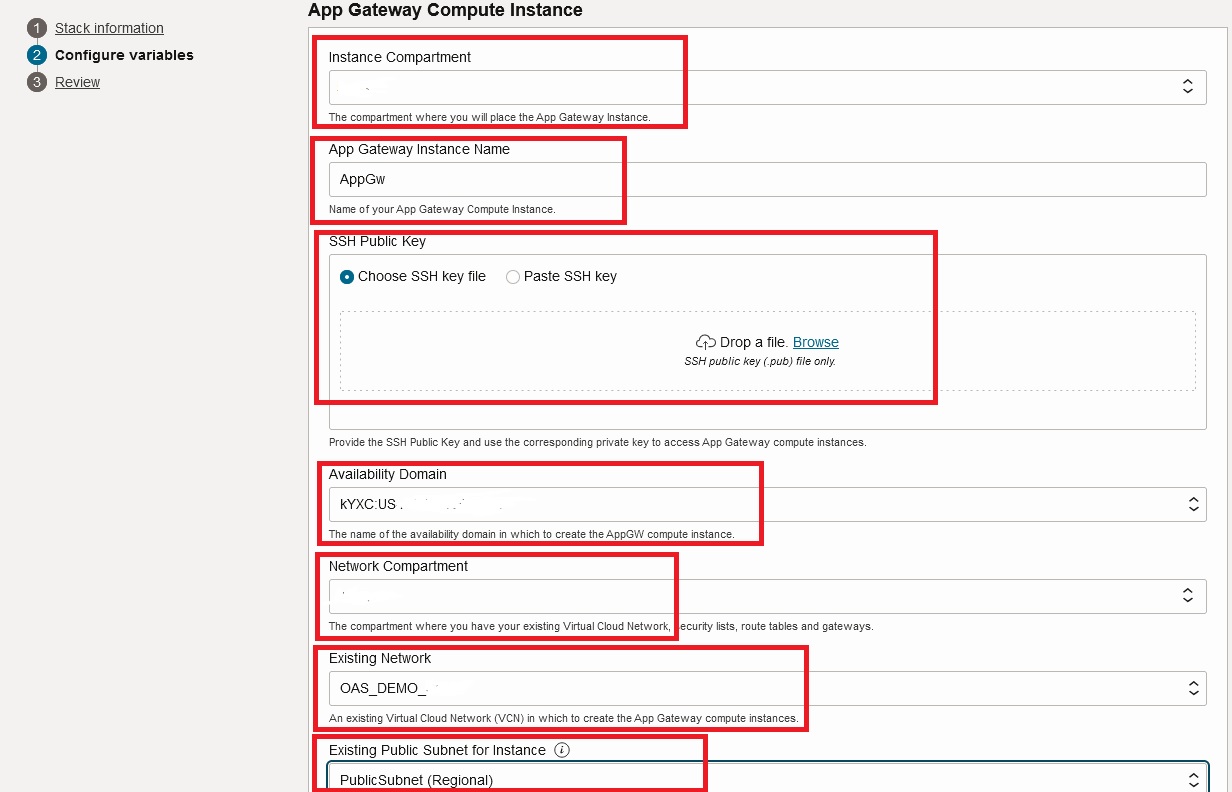 App Gateway Compute Instance
1 Stack information
2 Configure variables
3 Review
Instance Compartment
The compartment where you will place the App Gateway Instance.
App Gateway Instance Name
AppGw
Name of your App Gateway Compute Instance.
SSH Public Key
Choose SSH key file Paste SSH key
Drop a file. Browse
SSH public key (.pub) file only.
Provide the SSH Public Key and use the corresponding private key to access App Gateway compute instances.
Availability Domain
kYXC:US
The name of the availability domain in which to create the AppGW compute instance.
Network Compartment
The compartment where you have your existing Virtual Cloud Network, security lists, route tables and gateways.
Existing Network
OAS_DEMO_
An existing Virtual Cloud Network (VCN) in which to create the App Gateway compute instances.
Existing Public Subnet for Instance i
PublicSubnet (Regional)